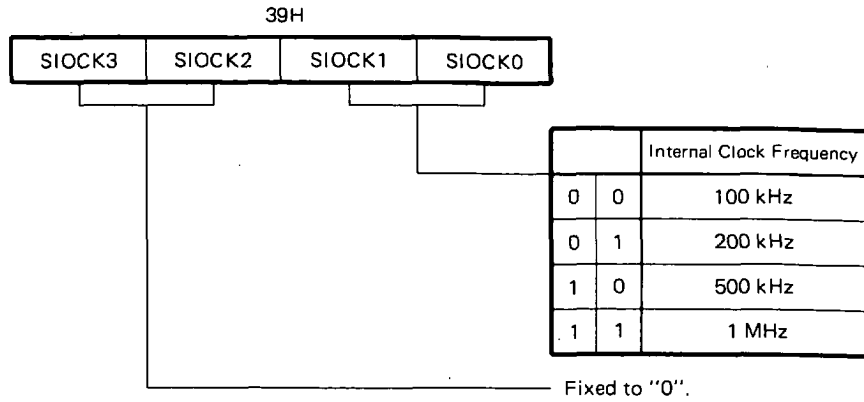 39H
SIOCK3 SIOCK2 SIOCK1 SIOCK0
Internal Clock Frequency
0 0 100 kHz
0 1 200 kHz
1 0 500 kHz
1 1 1 MHz
Fixed to "0".